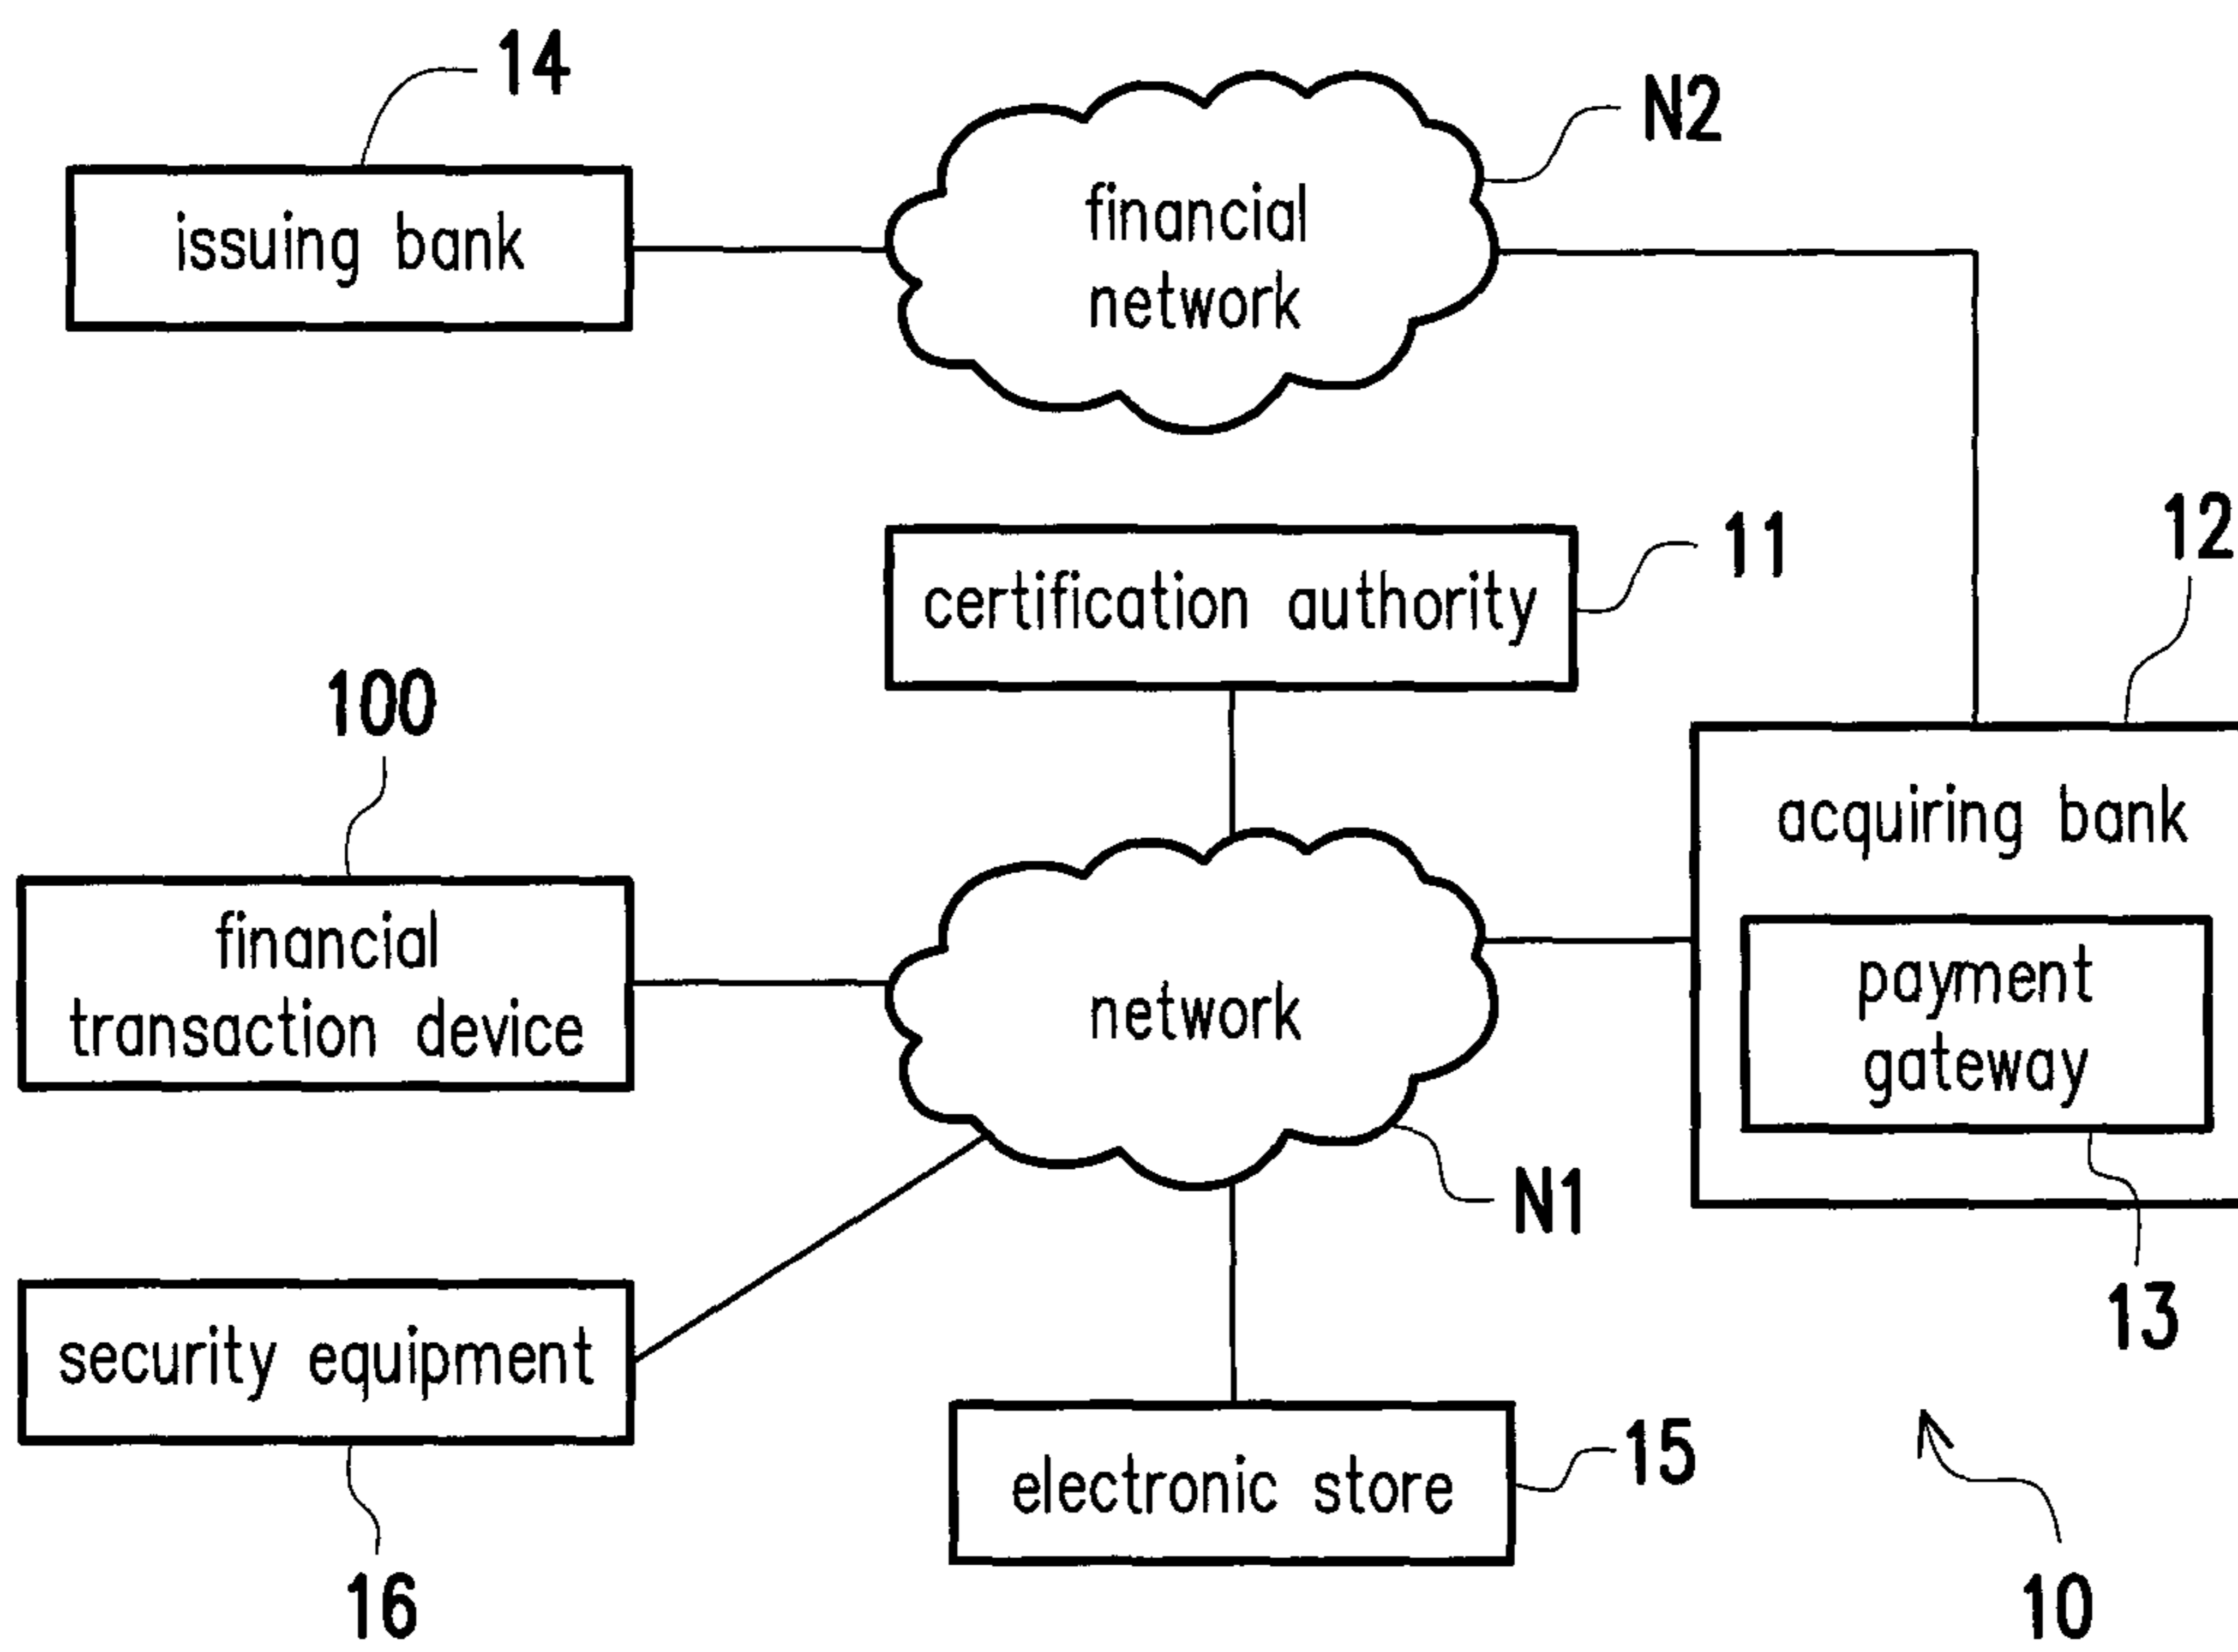 14
N2
issuing bank
financial
network
12
11
certification authority
100
acquiring bank
financial
transaction device
network
payment
gateway
N1
13
security equipment
15
electronic store
16
10